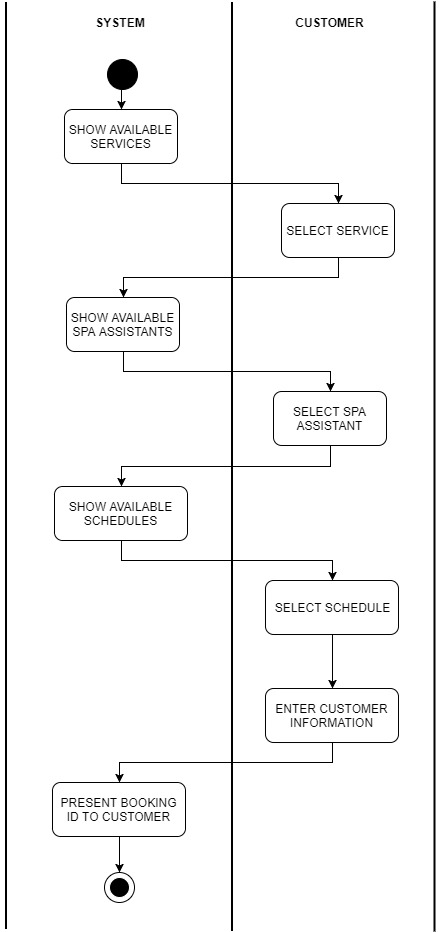 SYSTEM
CUSTOMER
SHOW AVAILABLE
SERVICES
SELECT SERVICE
SHOW AVAILABLE
SPA ASSISTANTS
SELECT SPA
ASSISTANT
SHOW AVAILABLE
SCHEDULES
SELECT SCHEDULE
ENTER CUSTOMER
INFORMATION
PRESENT BOOKING
ID TO CUSTOMER